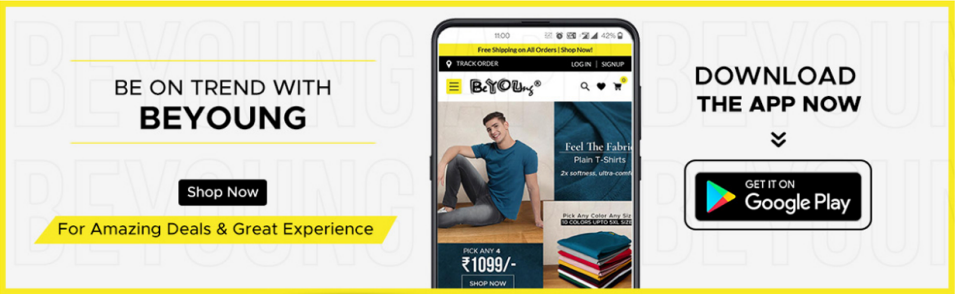 BE ON TREND WITH
BEYOUNG
Shop Now
For Amazing Deals & Great Experience
11:00
42%
Free Shipping on All Orders | Shop Now!
TRACK ORDER
LOG IN | SIGNUP
BEYOUNG®
0
Feel The Fabri
Plain T-Shirts
2x softness, ultra-comf
Pick Any Color Any Siz
10 COLORS UPTO 5XL SIZE
PICK ANY 4
₹1099/-
SHOP NOW
DOWNLOAD
THE APP NOW
GET IT ON
Google Play
BEYOUNG
BEYOUNG